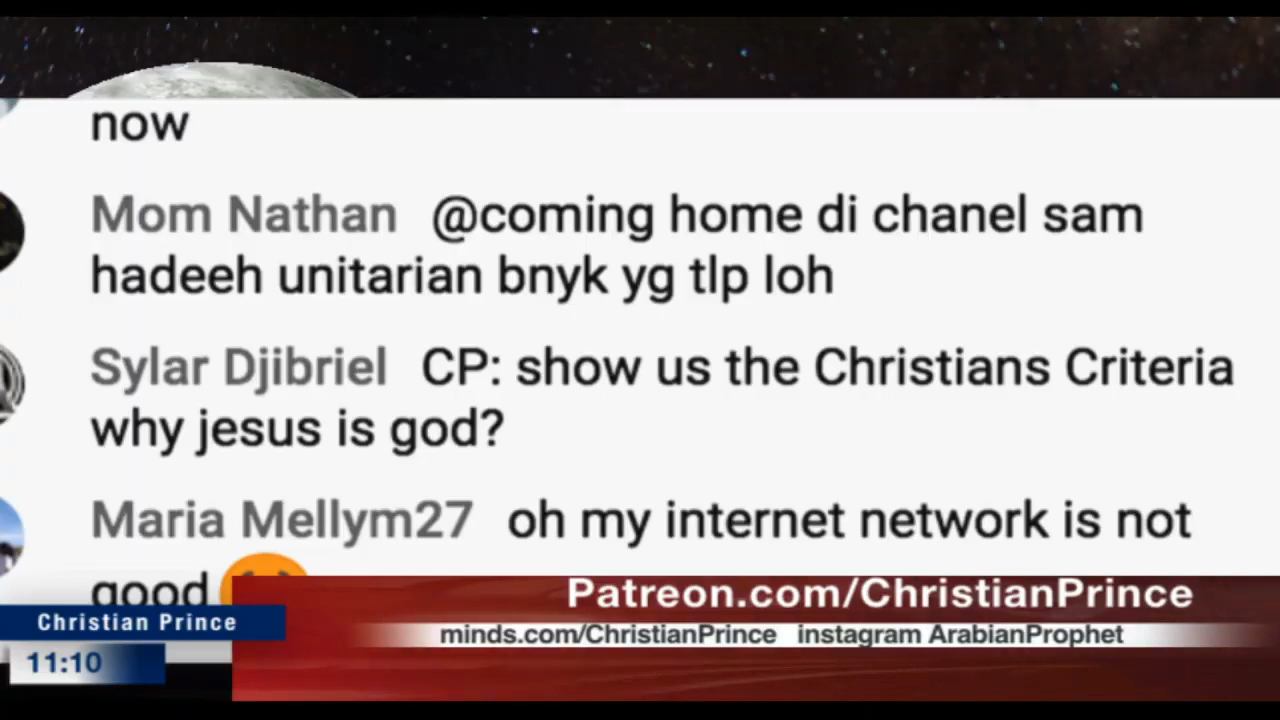 now
Mom Nathan @coming home di chanel sam
hadeeh unitarian bnyk yg tlp loh
Sylar Djibriel CP: show us the Christians Criteria
why jesus is god?
Maria Mellym27 oh my internet network is not
good
Patreon.com/ChristianPrince
Christian Prince
minds.com/ChristianPrince instagram ArabianProphet
11:10